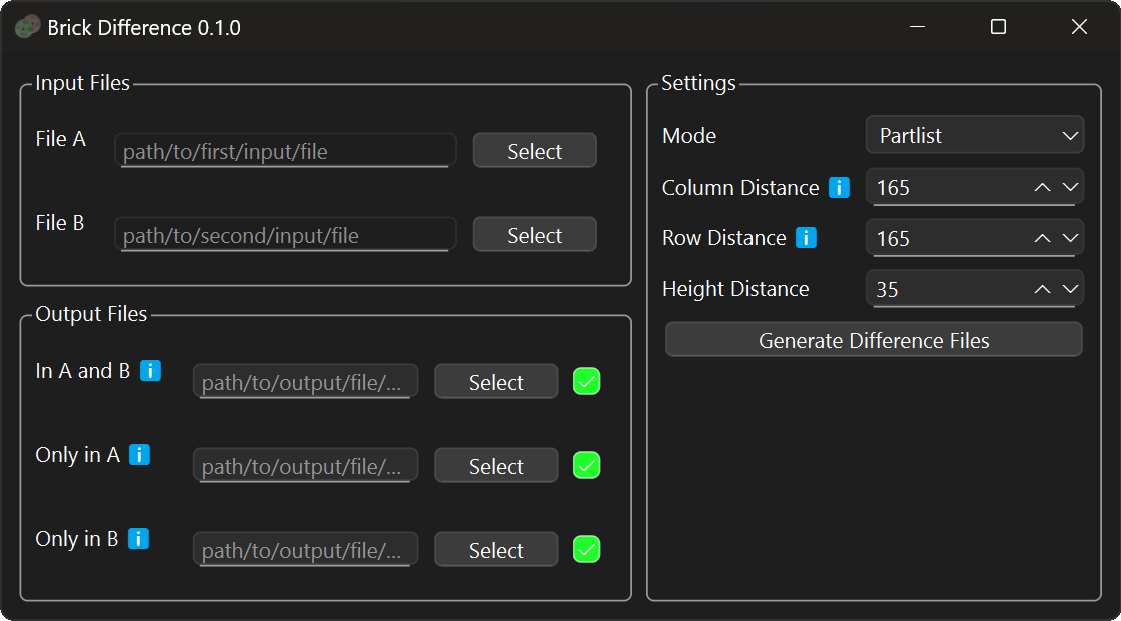 Brick Difference 0.1.0
Input Files
File A
path/to/first/input/file
Select
File B
path/to/second/input/file
Select
Output Files
In A and B i
path/to/output/file/...
Select
Only in A i
path/to/output/file/...
Select
Only in B i
path/to/output/file/...
Select
Settings
Mode
Partlist
Column Distance i
165
Row Distance i
165
Height Distance
35
Generate Difference Files